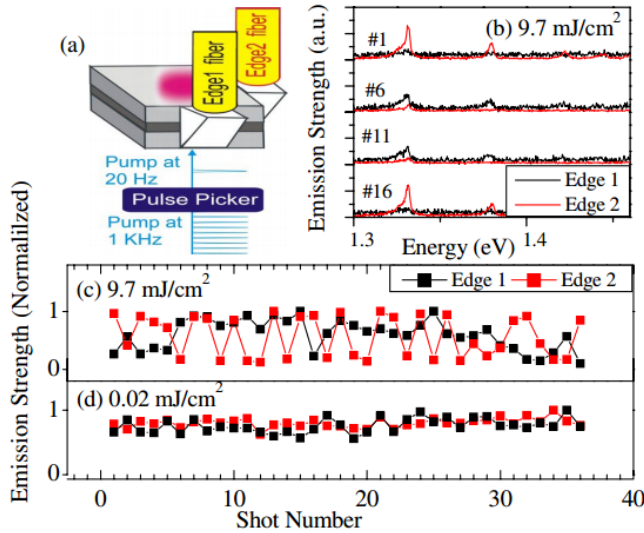 (a)
Edge1 fiber
Edge2 fiber
Pump at
20 Hz
Pulse Picker
Pump at
1 KHz
(b) 9.7 mJ/cm²
#1
#6
#11
#16
Edge 1
Edge 2
Emission Strength (a.u.)
1.3
1.4
Energy (eV)
(c) 9.7 mJ/cm²
Edge 1
Edge 2
1
0
(d) 0.02 mJ/cm²
1
0
Emission Strength (Normalilzed)
0
10
20
30
40
Shot Number